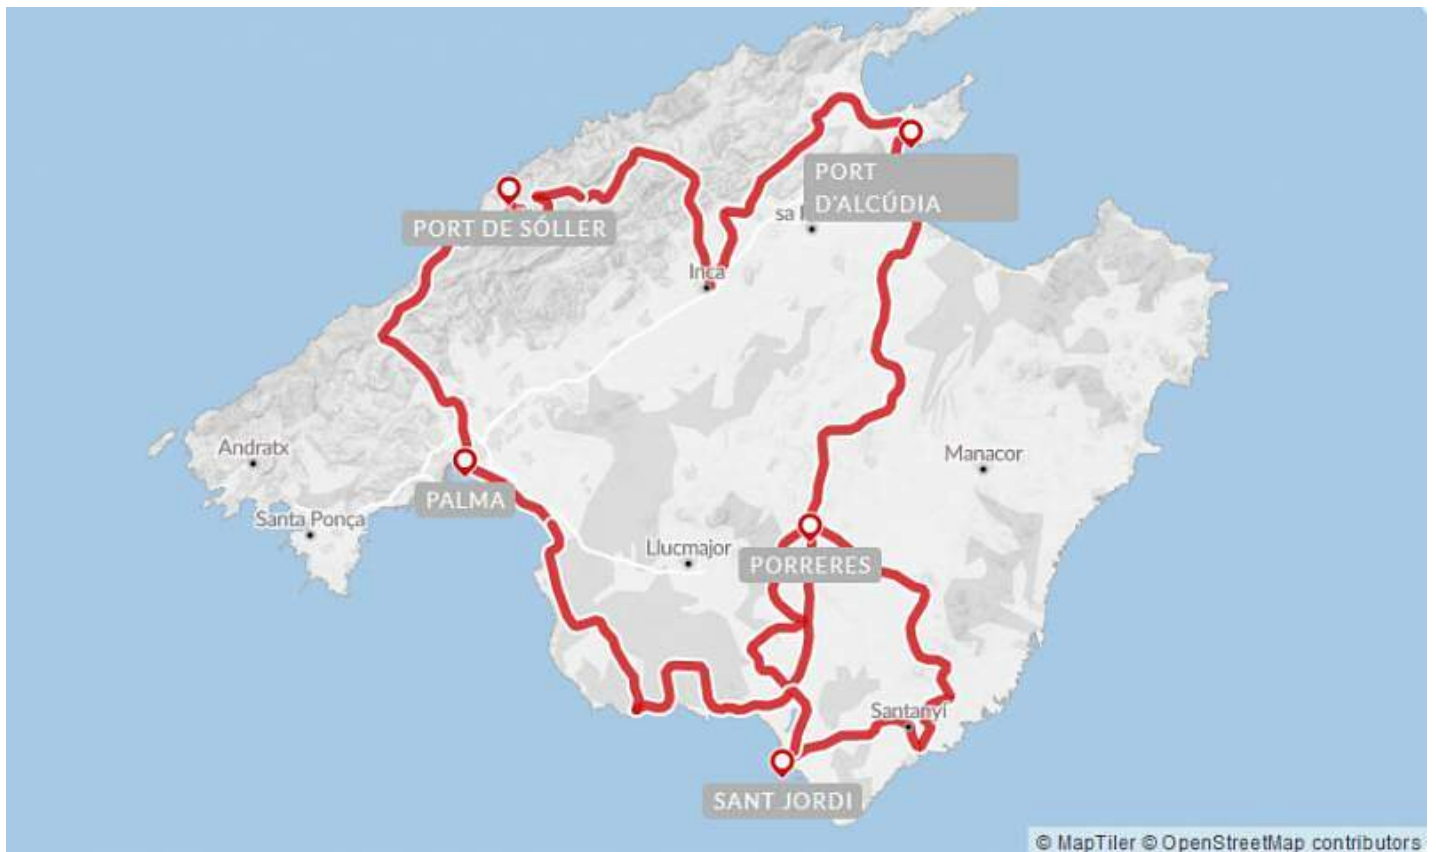 PORT
D'ALCÚDIA
sa
PORT DE SÓLLER
Inca
Andratx
Manacor
PALMA
Santa Ponça
Llucmajor
PORRERES
Santanyí
SANT JORDI
© MapTiler © OpenStreetMap contributors